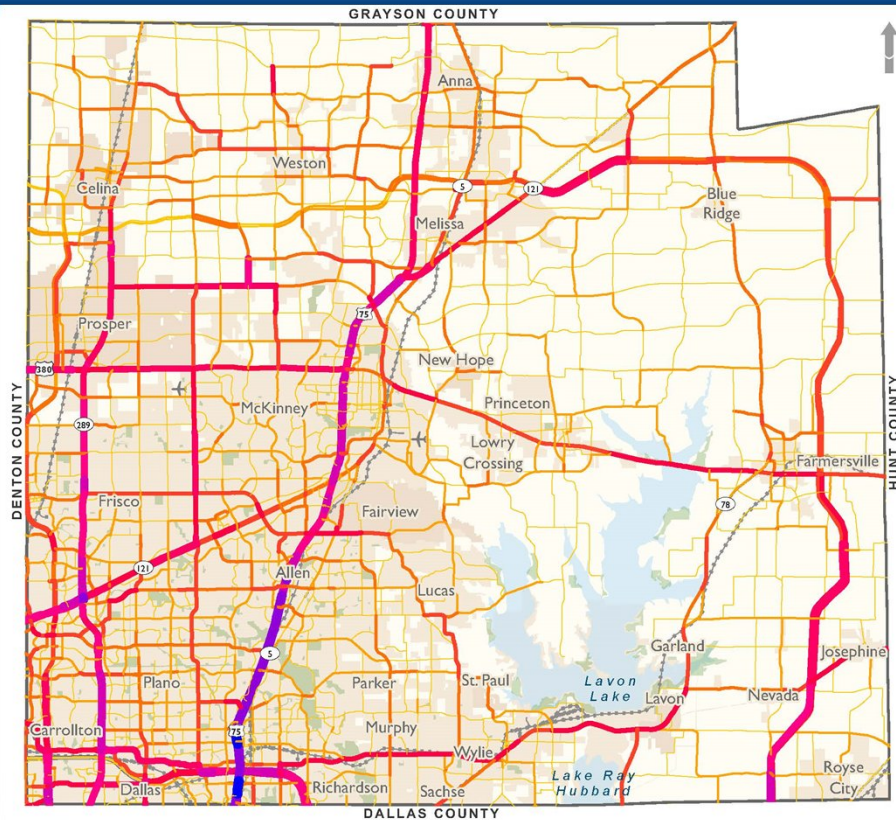 GRAYSON COUNTY
Anna
Weston
5
121
Celina
Blue
Ridge
Melissa
75
Prosper
New Hope
380
Princeton
McKinney
289
Lowry
Crossing
DENTON COUNTY
HUNT COUNTY
Farmersville
Frisco
78
Fairview
121
Allen
Lucas
5
Garland
Josephine
Plano
Parker
St. Paul
Lavon
Lake
Lavon
Nevada
75
Carrollton
Murphy
Wylie
Royse
City
Dallas
Richardson
Sachse
Lake Ray
Hubbard
DALLAS COUNTY